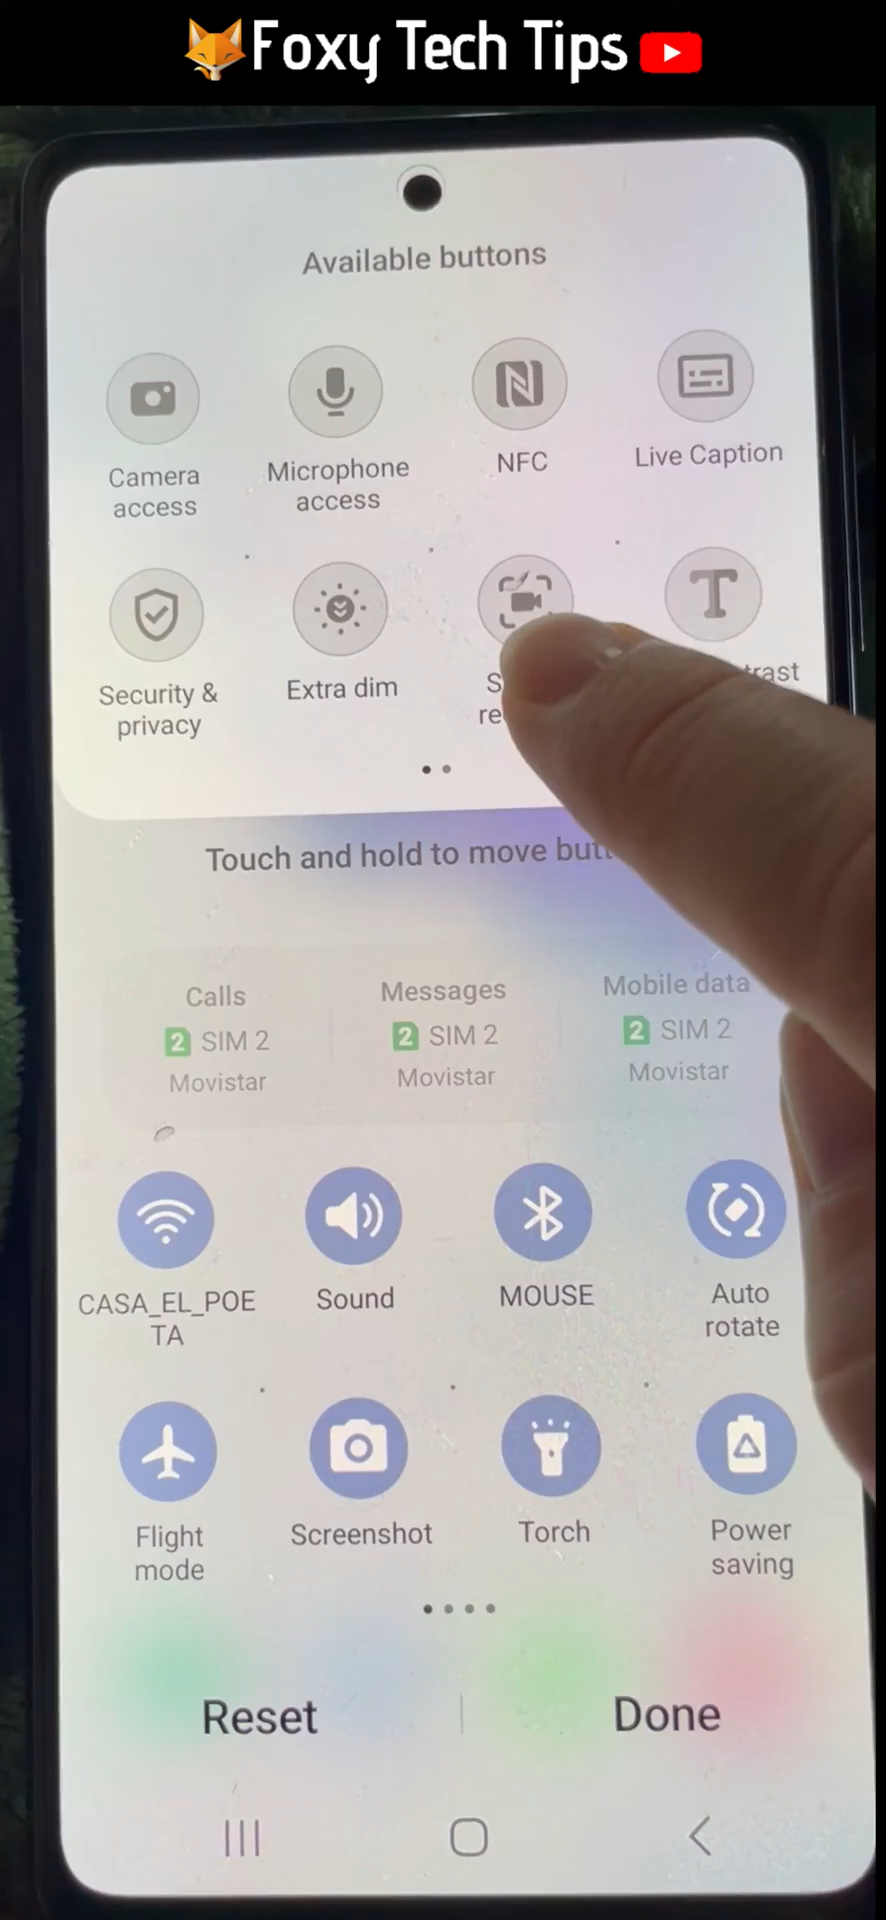 Foxy Tech Tips
Available buttons
Camera access
Microphone access
NFC
Live Caption
Security & privacy
Extra dim
Touch and hold to move
Calls
2 SIM 2
Movistar
Messages
2 SIM 2
Movistar
Mobile data
2 SIM 2
Movistar
CASA_EL_POE
TA
Sound
MOUSE
Auto
rotate
Flight
mode
Screenshot
Torch
Power
saving
Reset
Done